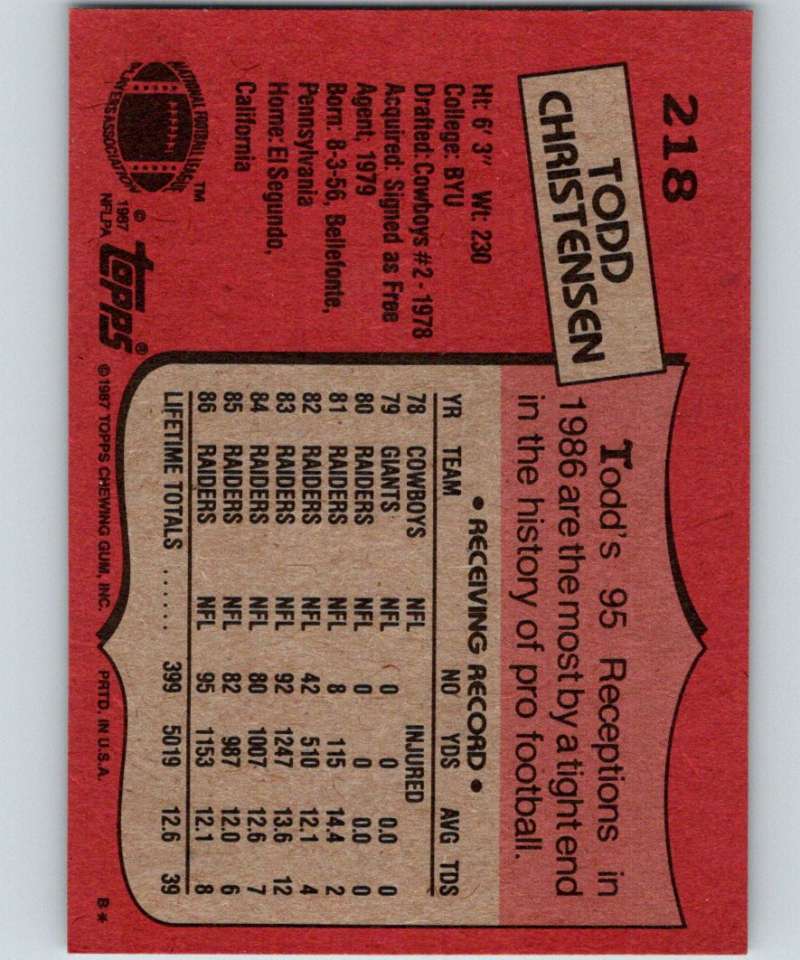 218
TODD
CHRISTENSEN
Ht: 6' 3" Wt: 230
College: BYU
Drafted: Cowboys #2 - 1978
Acquired: Signed as Free
Agent, 1979
Born: 8-3-56, Bellefonte,
Pennsylvania
Home: El Segundo,
California
NATIONAL FOOTBALL LEAGUE
PLAYERS ASSOCIATION
™
© 1987
NFLPA
topps®
Todd's 95 Receptions in
1986 are the most by a tight end
in the history of pro football.
• RECEIVING RECORD •
YR TEAM NO YDS AVG TDS
78 COWBOYS NFL INJURED
79 GIANTS NFL 0 0 0.0 0
80 RAIDERS NFL 0 0 0.0 0
81 RAIDERS NFL 8 115 14.4 2
82 RAIDERS NFL 42 510 12.1 4
83 RAIDERS NFL 92 1247 13.6 12
84 RAIDERS NFL 80 1007 12.6 7
85 RAIDERS NFL 82 987 12.0 6
86 RAIDERS NFL 95 1153 12.1 8
LIFETIME TOTALS ...... 399 5019 12.6 39
© 1987 TOPPS CHEWING GUM, INC. PRTD. IN U.S.A. B*